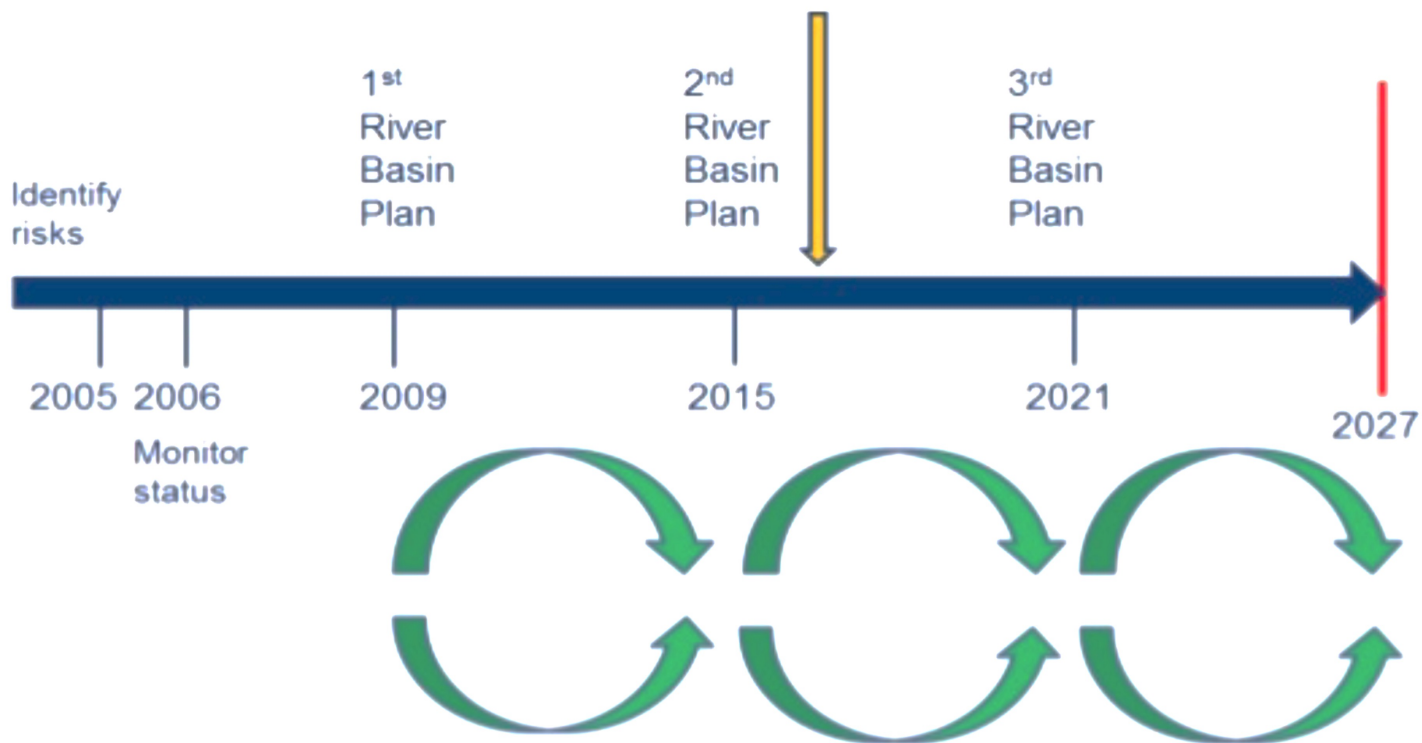 Identify
risks
1st
River
Basin
Plan
2nd
River
Basin
Plan
3rd
River
Basin
Plan
2005
2006
2009
2015
2021
2027
Monitor
status